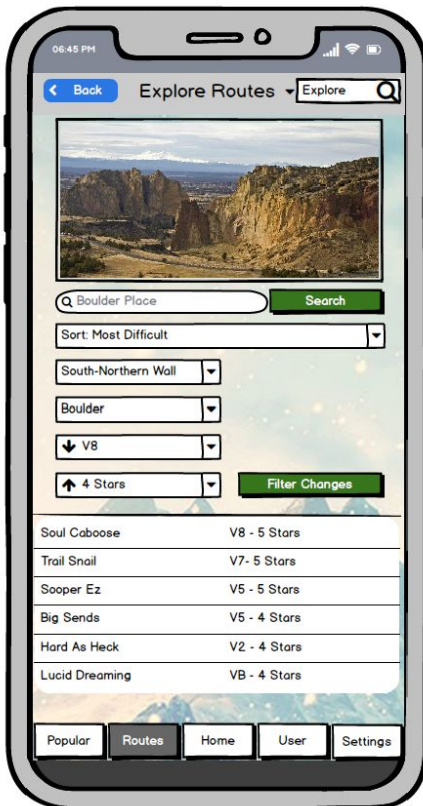 06:45 PM
Back Explore Routes Explore
Boulder Place Search
Sort: Most Difficult
South-Northern Wall
Boulder
V8
4 Stars Filter Changes
Soul Caboose V8 - 5 Stars
Trail Snail V7- 5 Stars
Sooper Ez V5 - 5 Stars
Big Sends V5 - 4 Stars
Hard As Heck V2 - 4 Stars
Lucid Dreaming VB - 4 Stars
Popular Routes Home User Settings